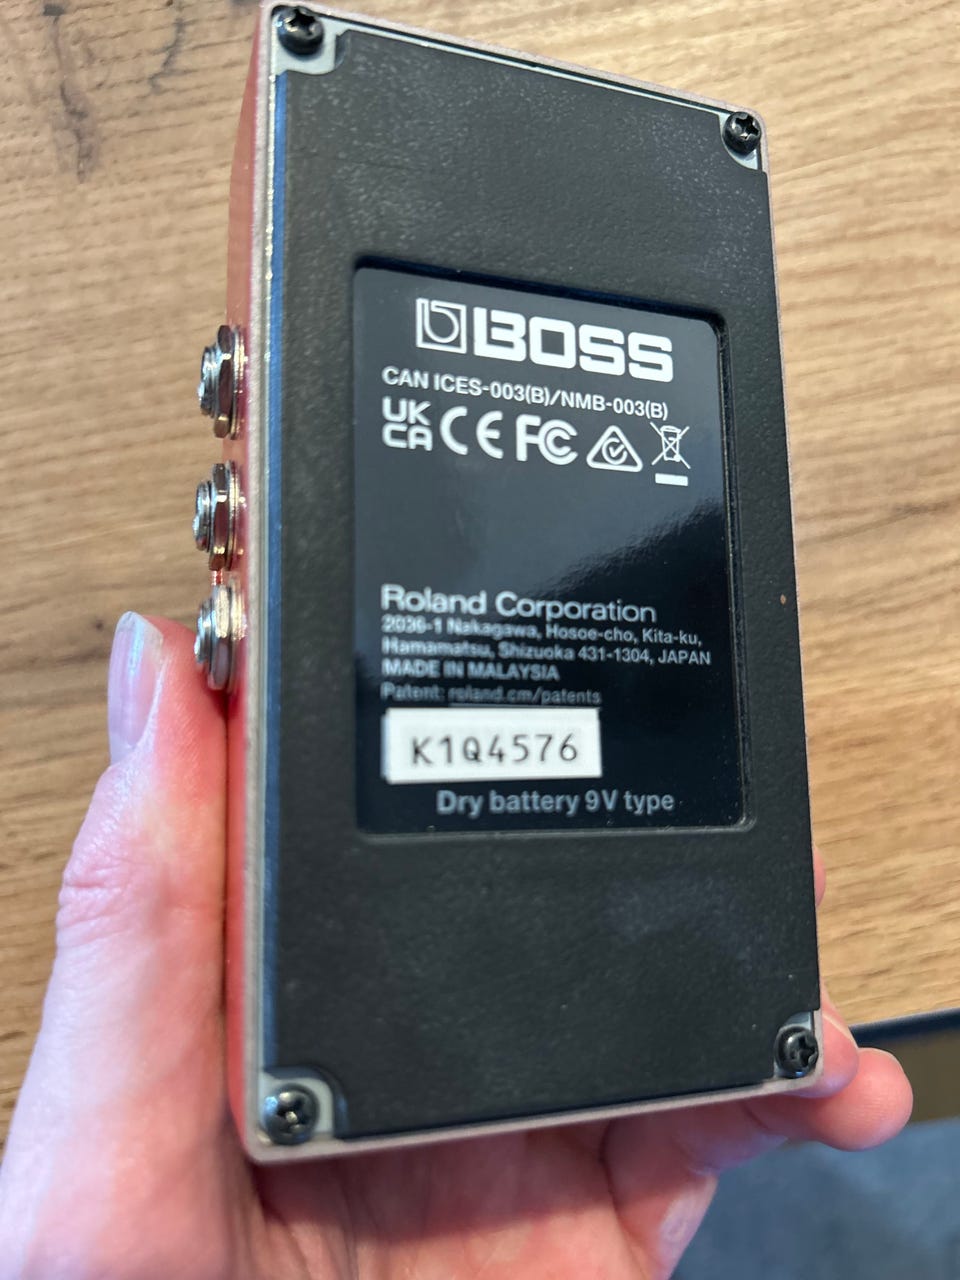 BOSS
CAN ICES-003(B)/NMB-003(B)
UK CA CE FC
Roland Corporation
2036-1 Nakagawa, Hosoe-cho, Kita-ku,
Hamamatsu, Shizuoka 431-1304, JAPAN
MADE IN MALAYSIA
Patent: roland.cm/patents
K1Q4576
Dry battery 9V type